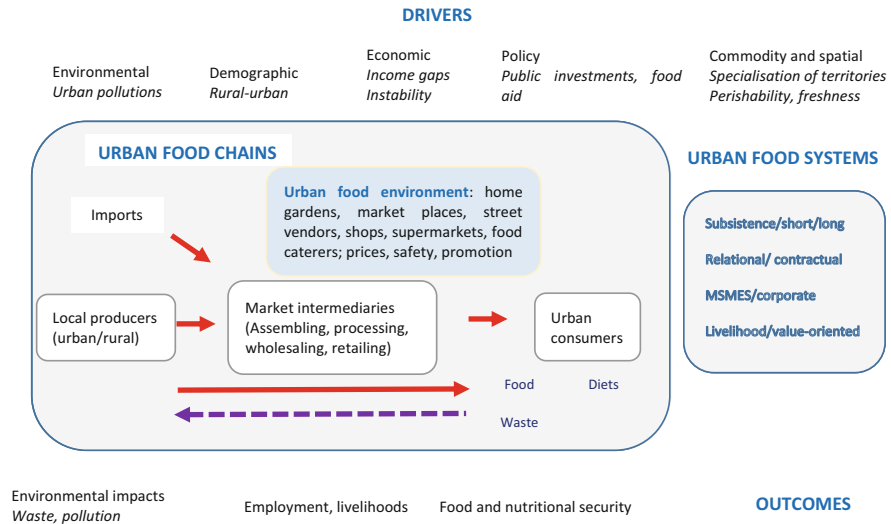 DRIVERS
Environmental
Urban pollutions
Demographic
Rural-urban
Economic
Income gaps
Instability
Policy
Public investments, food
aid
Commodity and spatial
Specialisation of territories
Perishability, freshness
URBAN FOOD CHAINS
Urban food environment: home
gardens, market places, street
vendors, shops, supermarkets, food
caterers; prices, safety, promotion
Imports
Local producers
(urban/rural)
Market intermediaries
(Assembling, processing,
wholesaling, retailing)
Urban
consumers
Food
Diets
Waste
URBAN FOOD SYSTEMS
Subsistence/short/long
Relational/ contractual
MSMES/corporate
Livelihood/value-oriented
Environmental impacts
Waste, pollution
Employment, livelihoods
Food and nutritional security
OUTCOMES